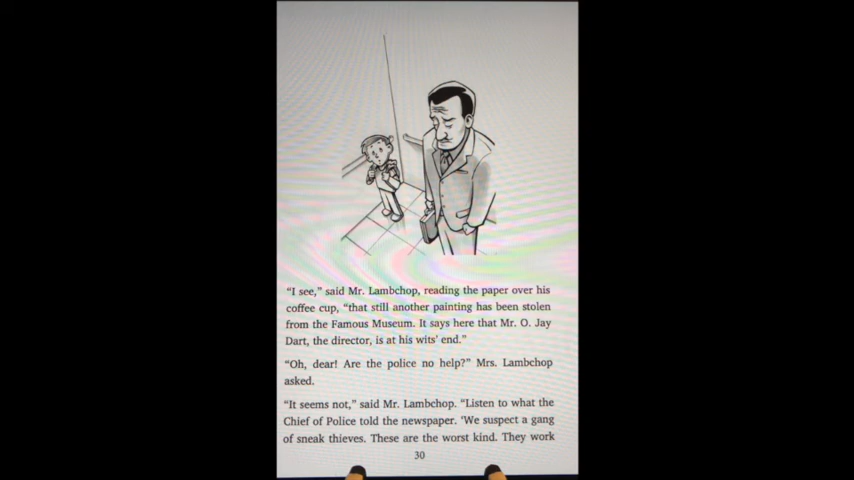 “I see,” said Mr. Lambchop, reading the paper over his
coffee cup, “that still another painting has been stolen
from the Famous Museum. It says here that Mr. O. Jay
Dart, the director, is at his wits’ end.”
“Oh, dear! Are the police no help?” Mrs. Lambchop
asked.
“It seems not,” said Mr. Lambchop. “Listen to what the
Chief of Police told the newspaper. ‘We suspect a gang
of sneak thieves. These are the worst kind. They work
30